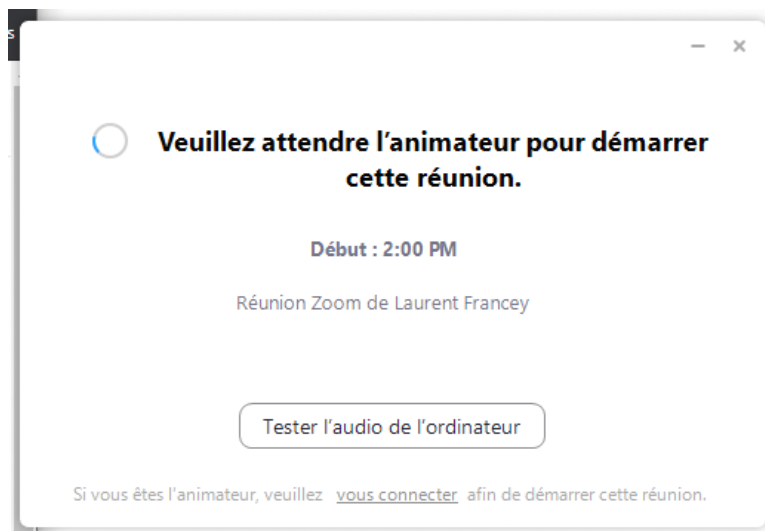 s
Veuillez attendre l'animateur pour démarrer
cette réunion.
Début : 2:00 PM
Réunion Zoom de Laurent Francey
Tester l'audio de l'ordinateur
Si vous êtes l'animateur, veuillez vous connecter afin de démarrer cette réunion.